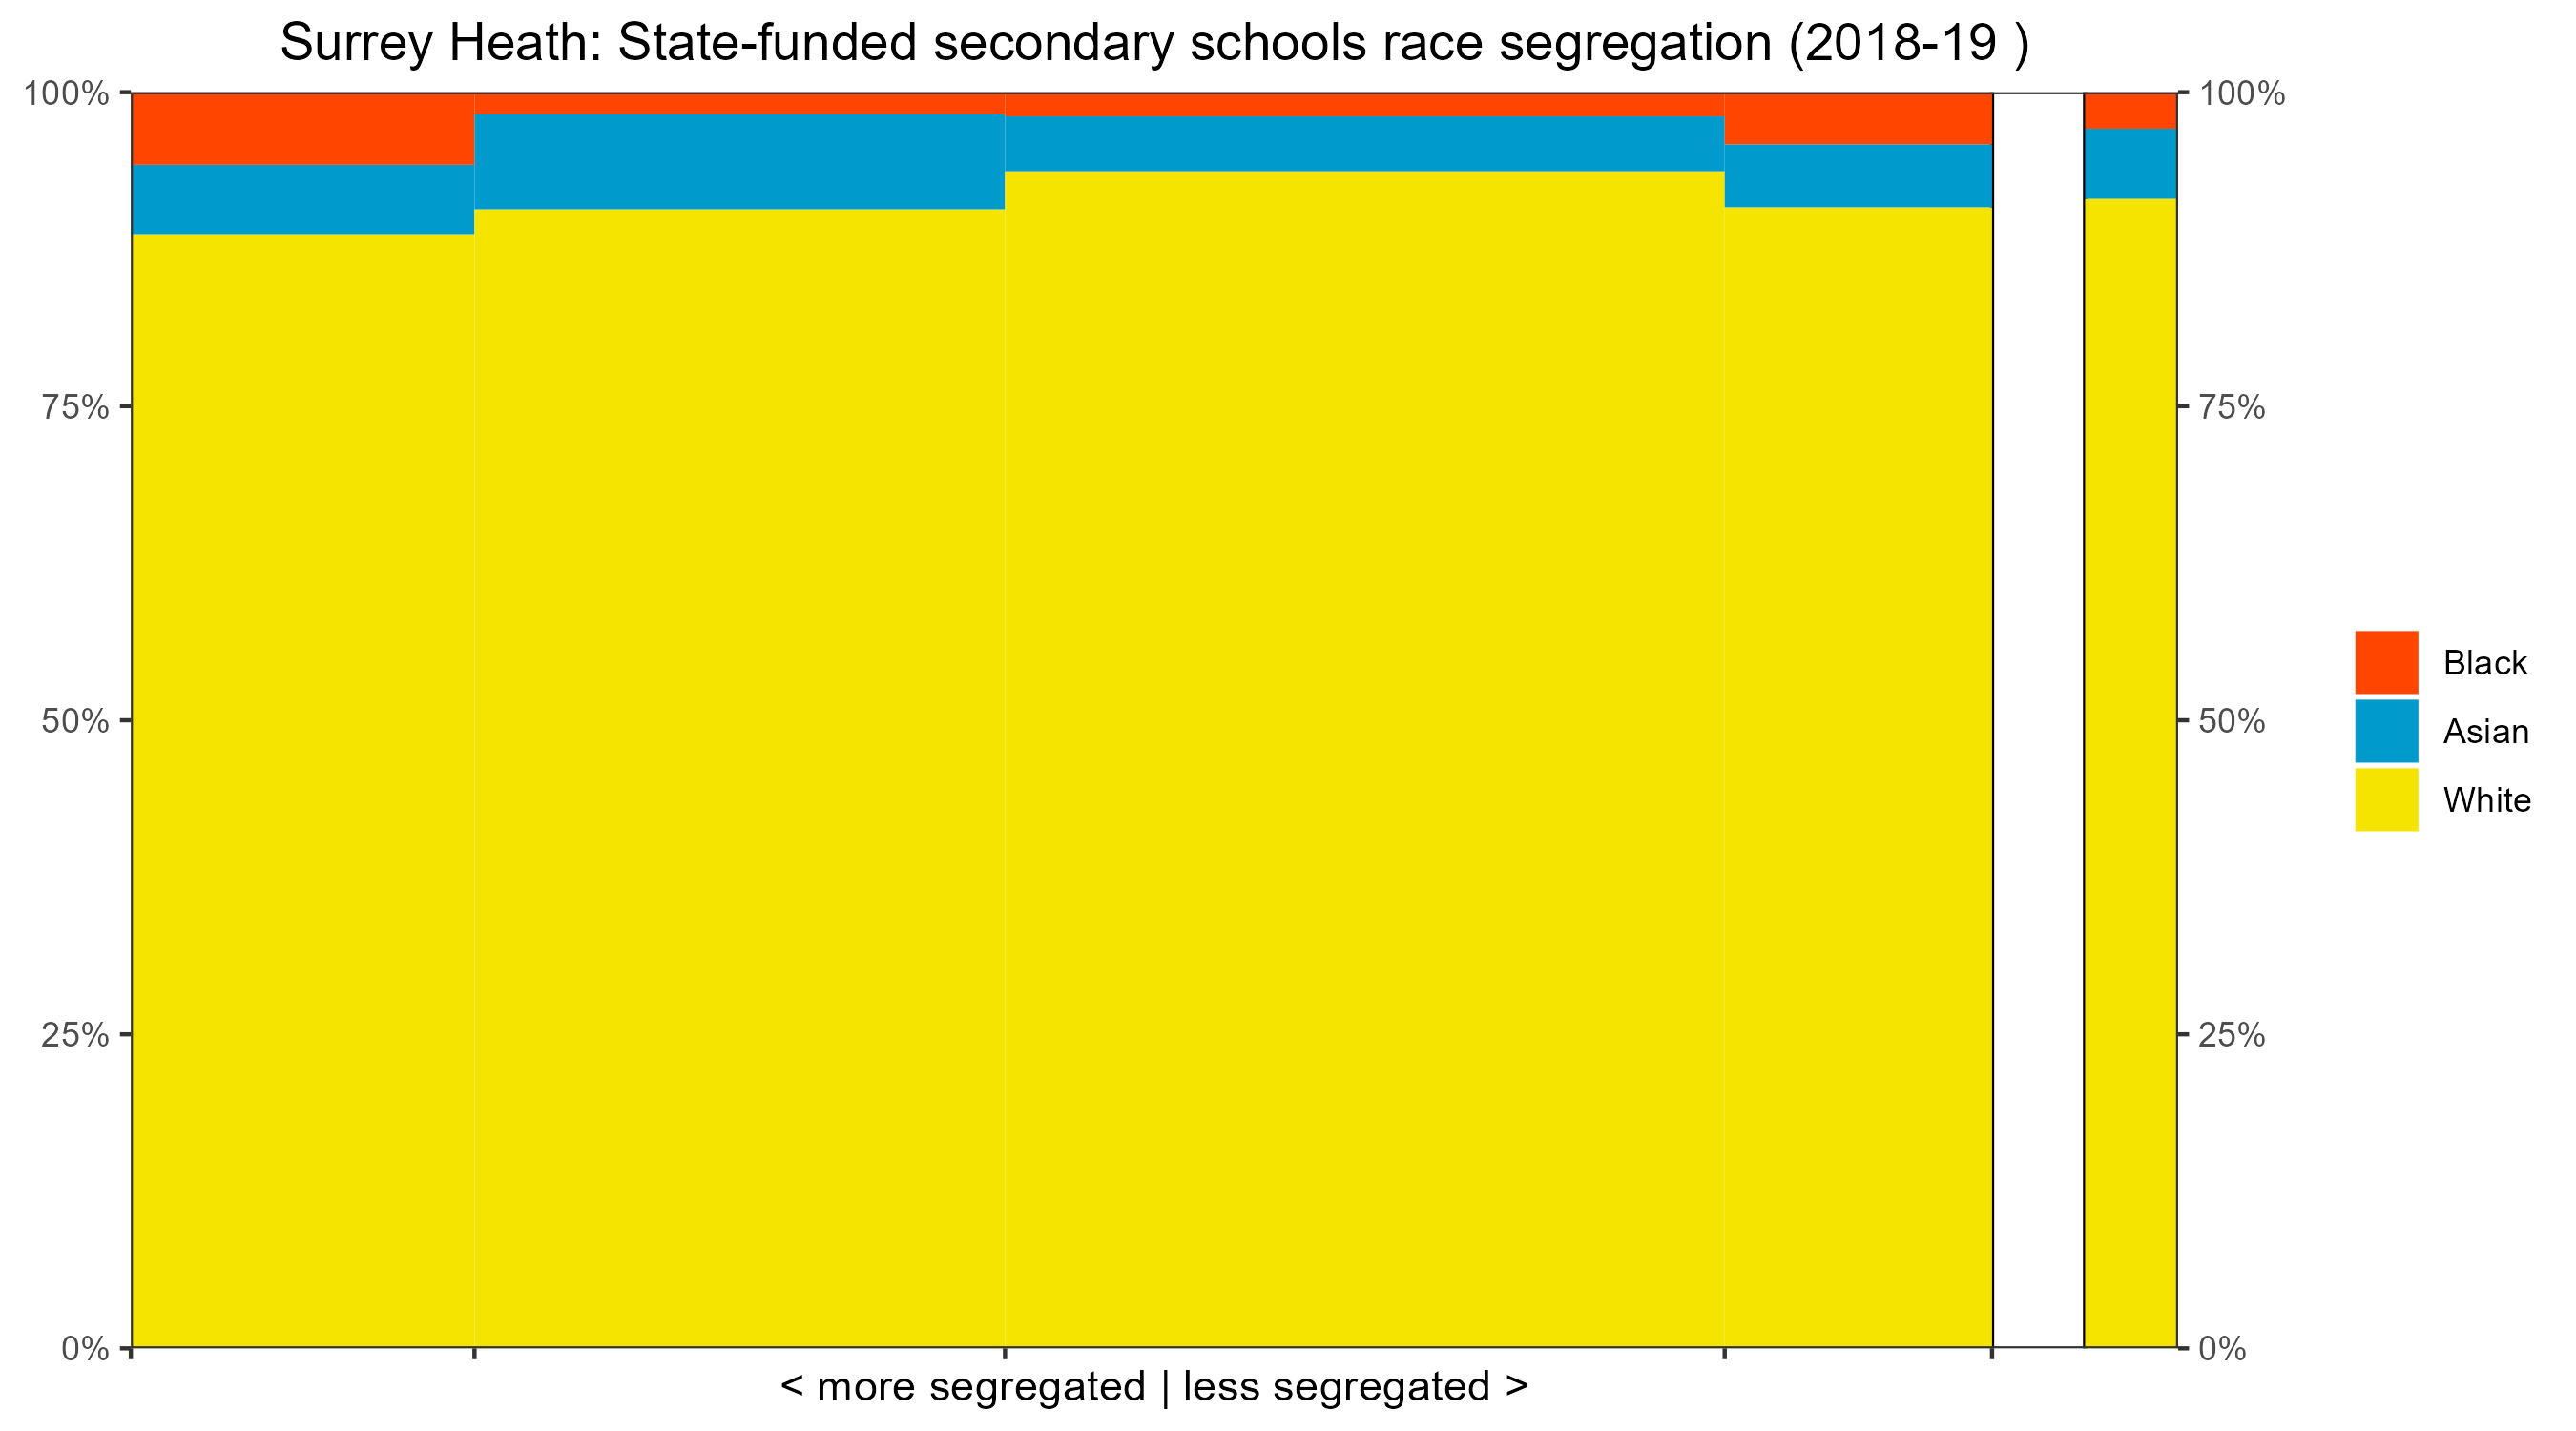 Surrey Heath: State-funded secondary schools race segregation (2018-19 )
100%
75%
50%
25%
0%
100%
75%
50%
25%
0%
< more segregated | less segregated >
Black
Asian
White